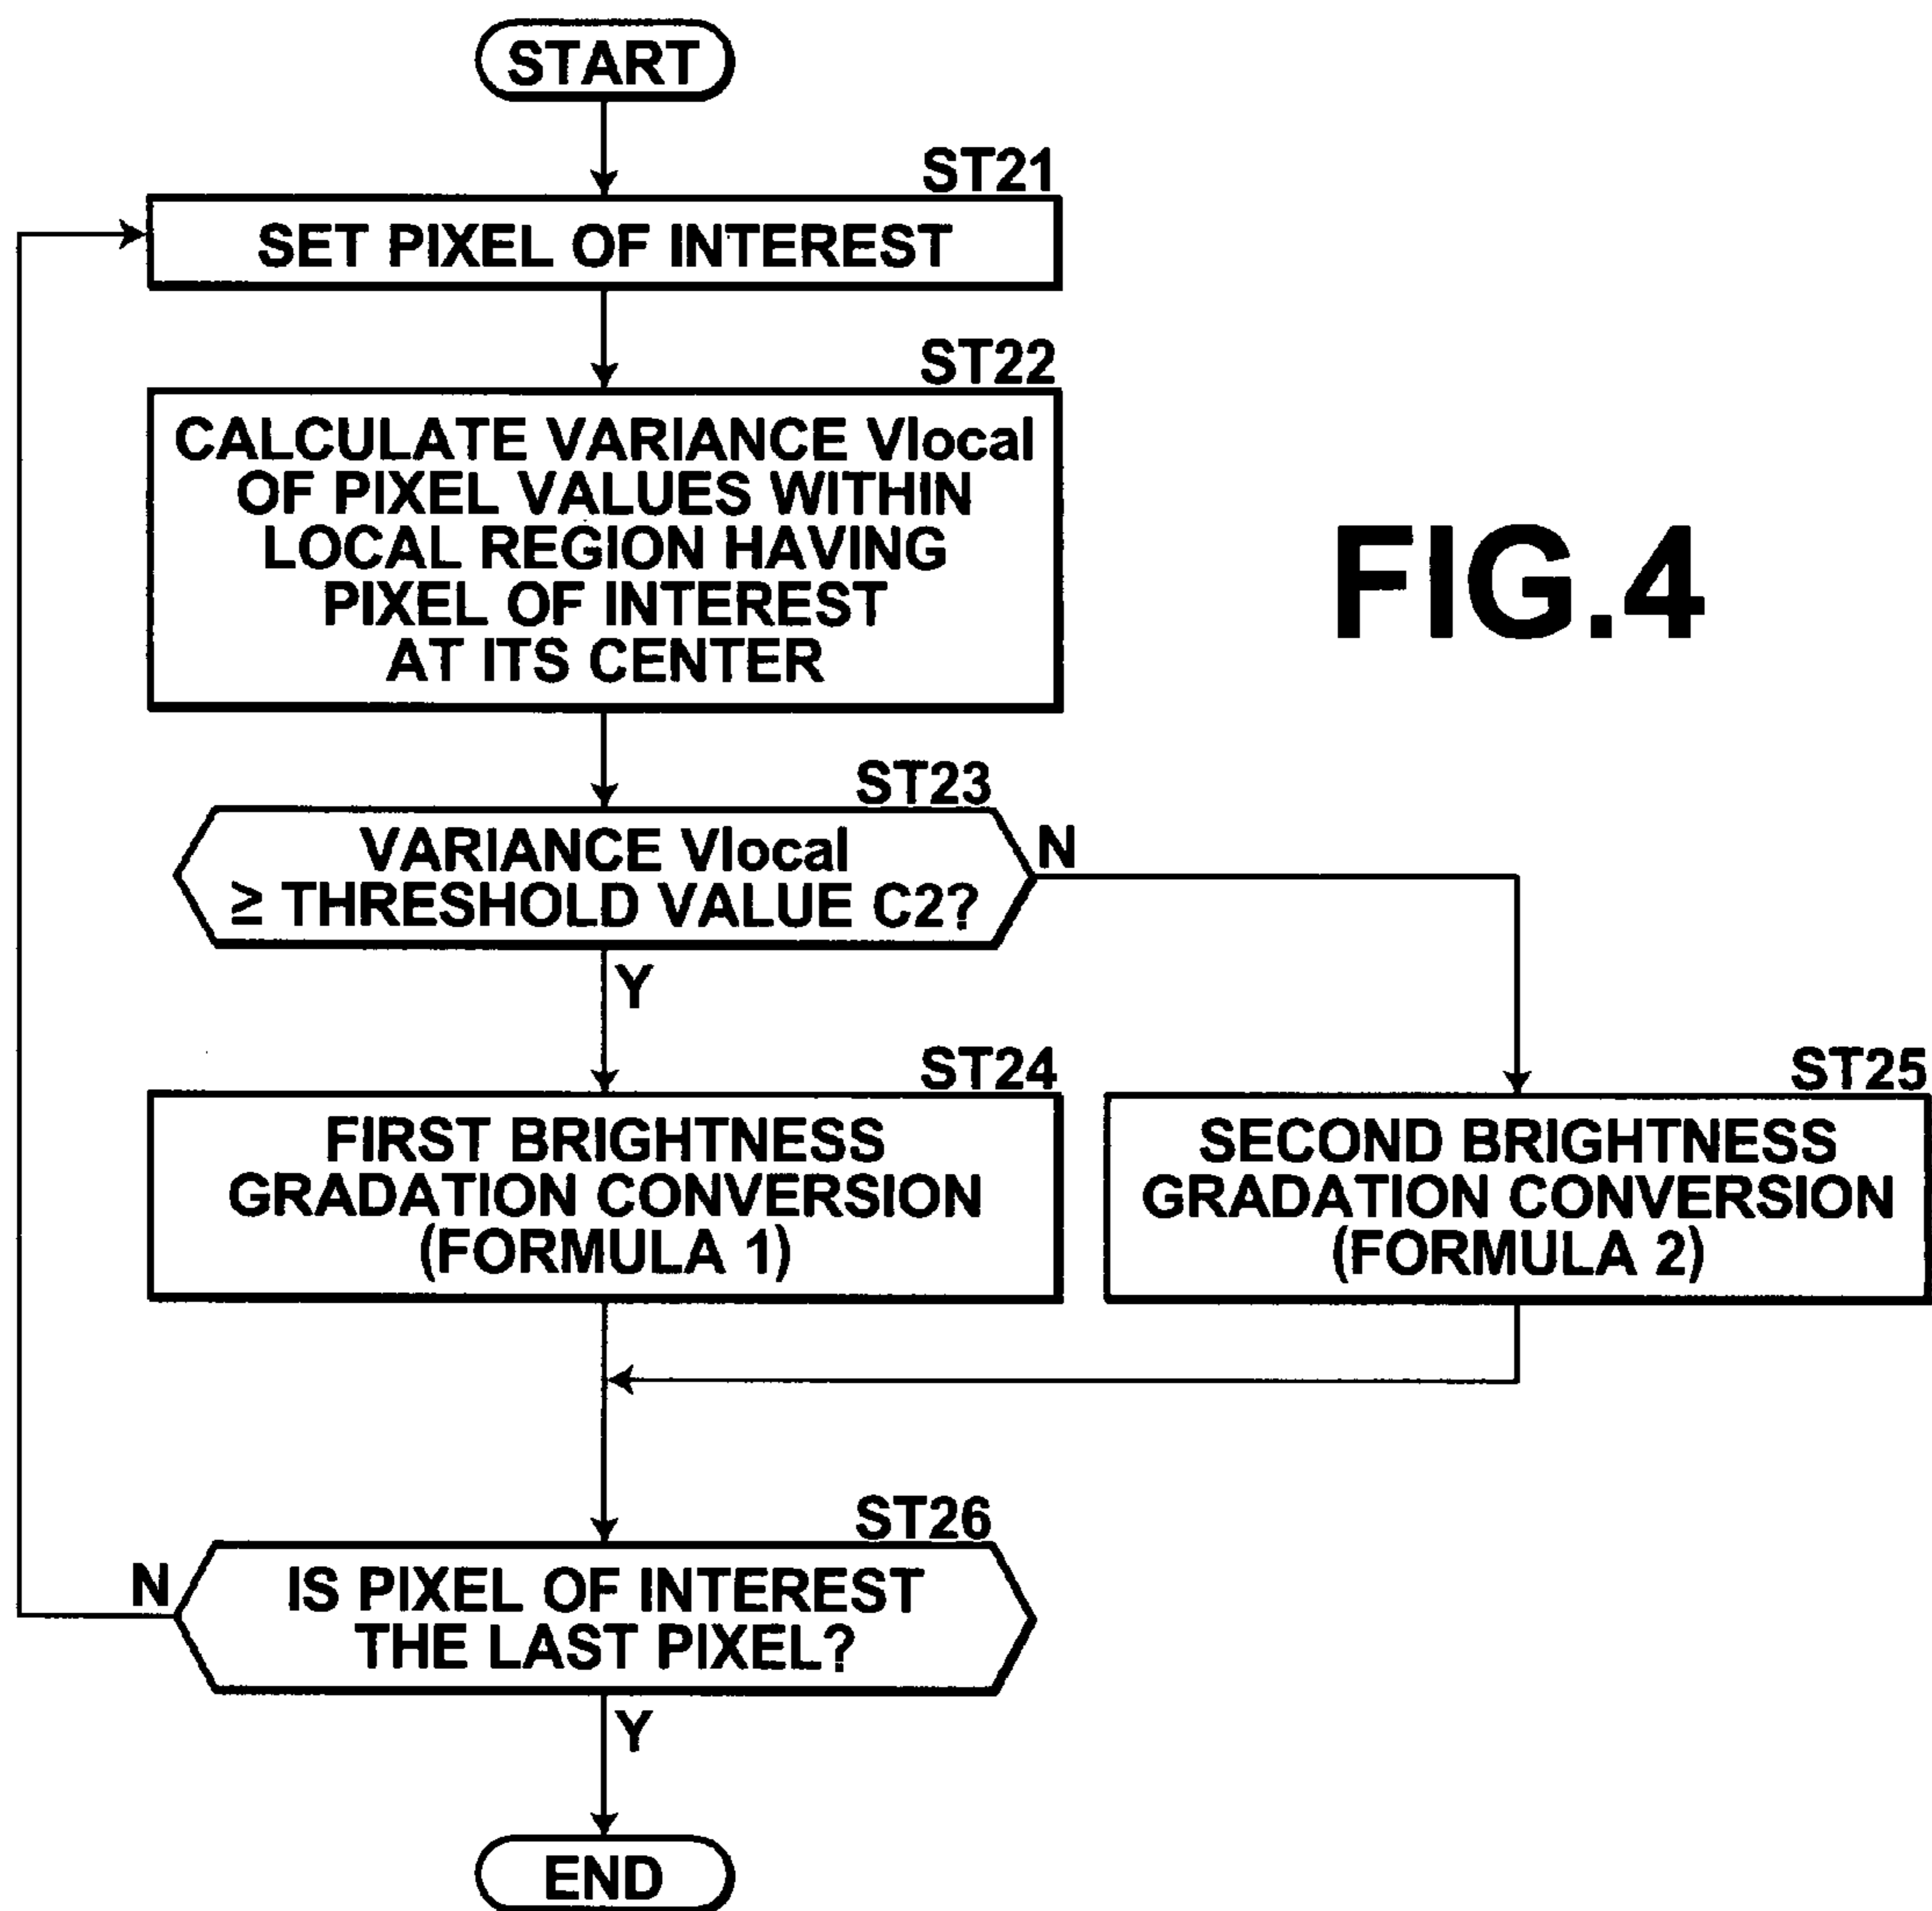 START
ST21
SET PIXEL OF INTEREST
ST22
CALCULATE VARIANCE Vlocal
OF PIXEL VALUES WITHIN
LOCAL REGION HAVING
PIXEL OF INTEREST
AT ITS CENTER
FIG.4
ST23
VARIANCE Vlocal
≥ THRESHOLD VALUE C2?
N
Y
ST24
FIRST BRIGHTNESS
GRADATION CONVERSION
(FORMULA 1)
ST25
SECOND BRIGHTNESS
GRADATION CONVERSION
(FORMULA 2)
ST26
N
IS PIXEL OF INTEREST
THE LAST PIXEL?
Y
END